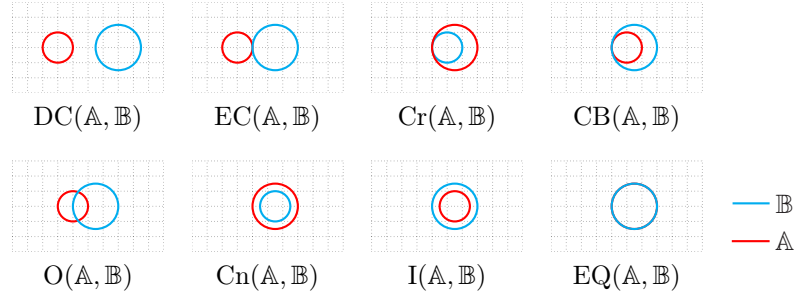 DC(𝔸, 𝔹) EC(𝔸, 𝔹) Cr(𝔸, 𝔹) CB(𝔸, 𝔹)
𝔹
𝔸
O(𝔸, 𝔹) Cn(𝔸, 𝔹) I(𝔸, 𝔹) EQ(𝔸, 𝔹)